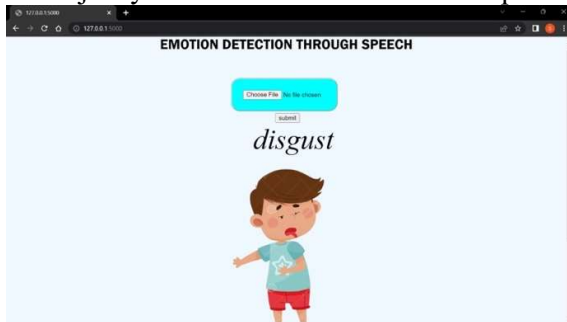 127.0.0.1:5000
127.0.0.1:5000
EMOTION DETECTION THROUGH SPEECH
Choose File No file chosen
submit
disgust